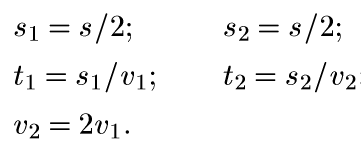 s₁ = s/2; s₂ = s/2;
t₁ = s₁/v₁; t₂ = s₂/v₂;
v₂ = 2v₁.